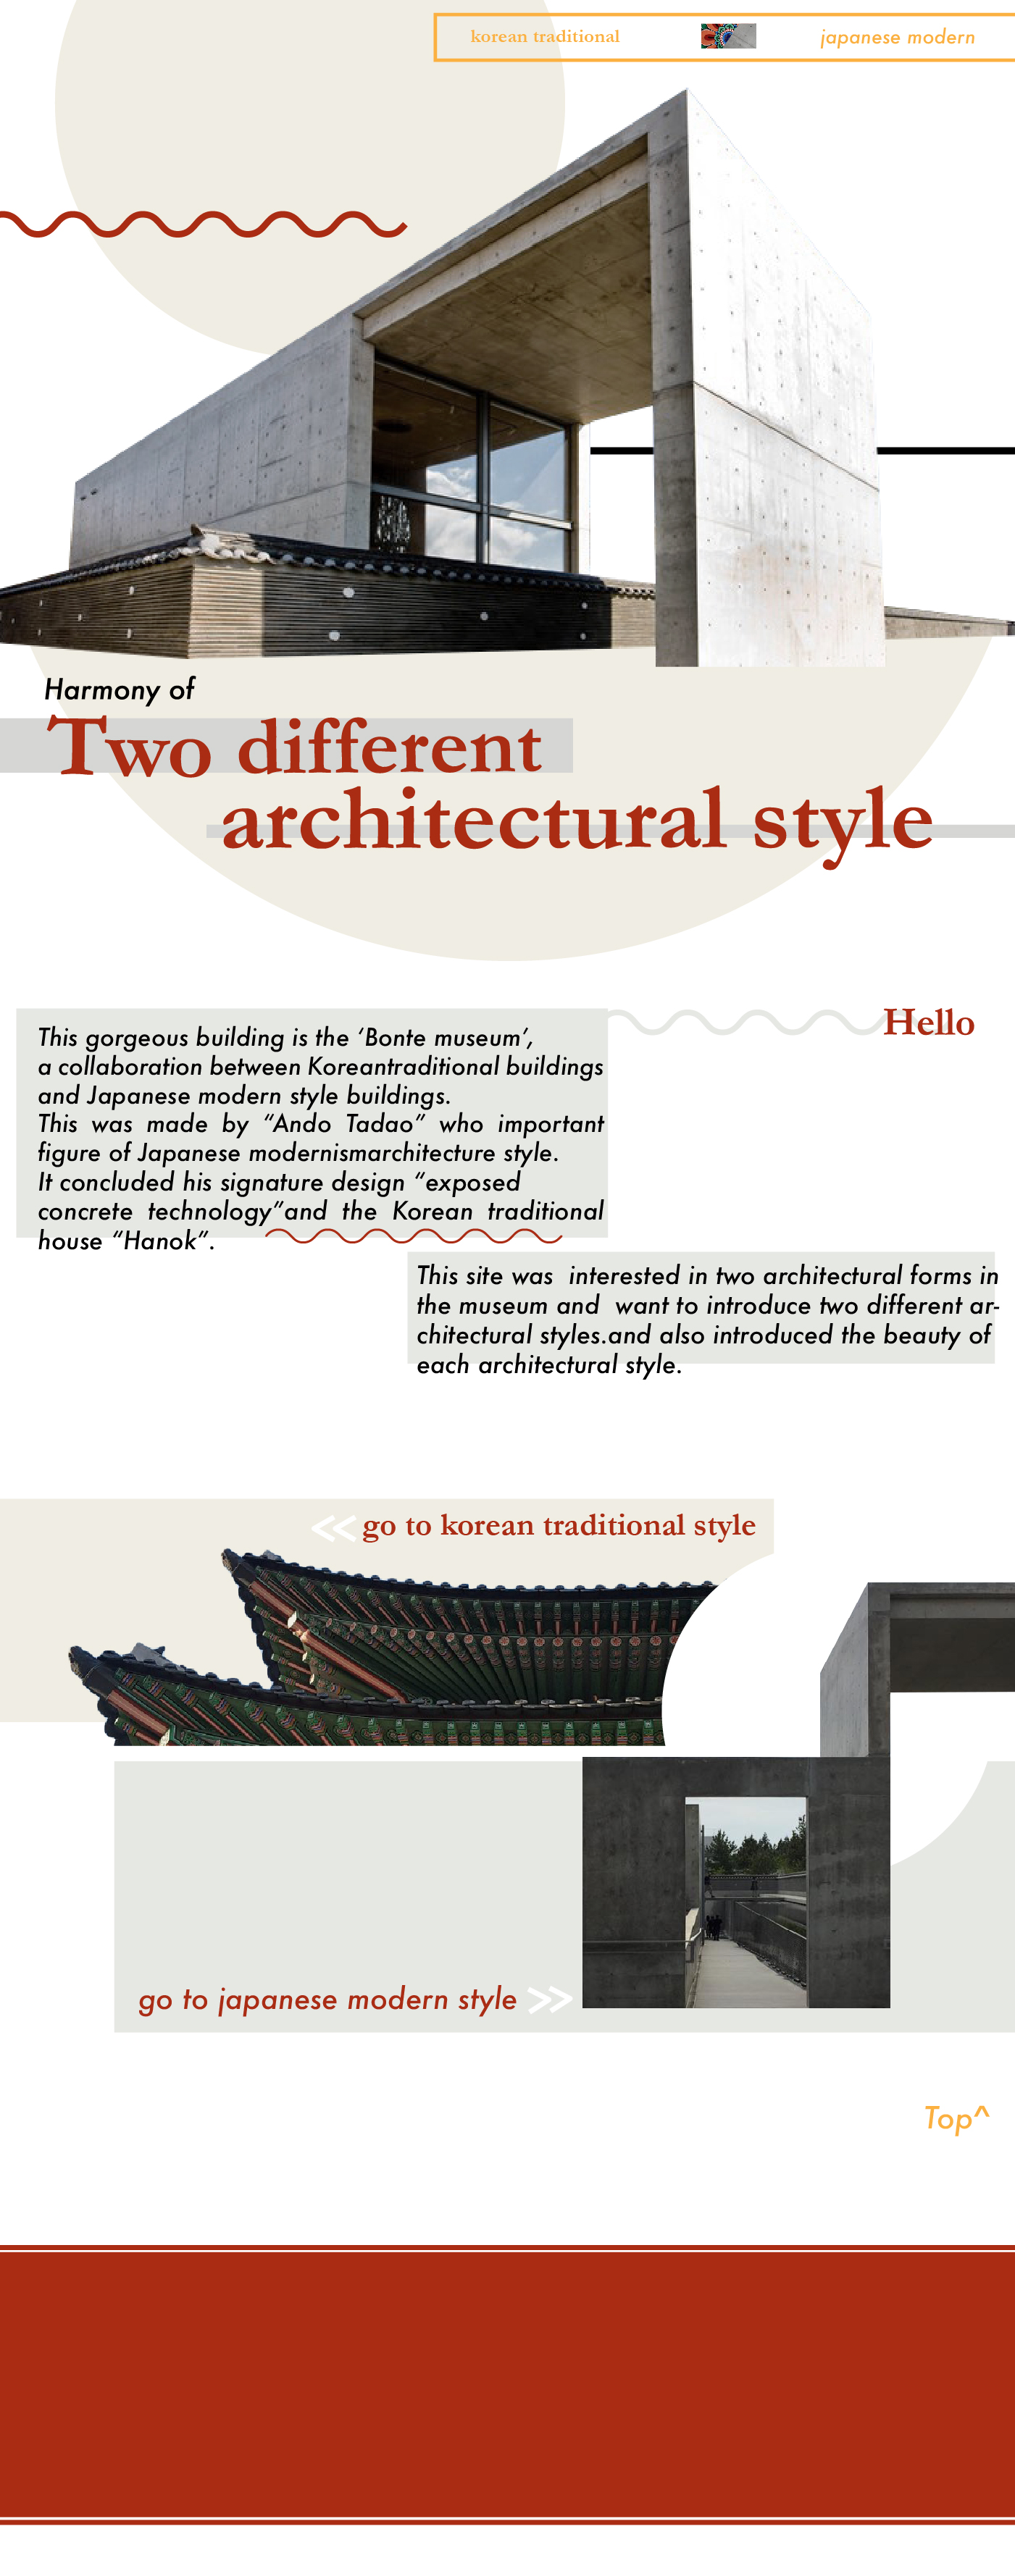 korean traditional
japanese modern
Harmony of
Two different
architectural style
Hello
This gorgeous building is the ‘Bonte museum’,
a collaboration between Koreantraditional buildings
and Japanese modern style buildings.
This was made by “Ando Tadao” who important
figure of Japanese modernismarchitecture style.
It concluded his signature design “exposed
concrete technology”and the Korean traditional
house “Hanok”.
This site was interested in two architectural forms in
the museum and want to introduce two different ar-
chitectural styles.and also introduced the beauty of
each architectural style.
<< go to korean traditional style
go to japanese modern style >>
Top^